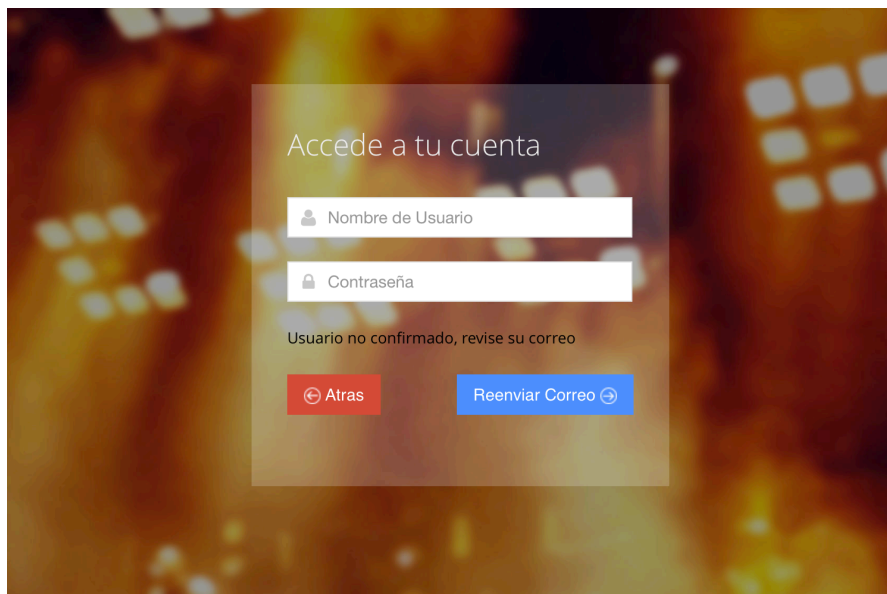 Accede a tu cuenta
Nombre de Usuario
Contraseña
Usuario no confirmado, revise su correo
Atras
Reenviar Correo